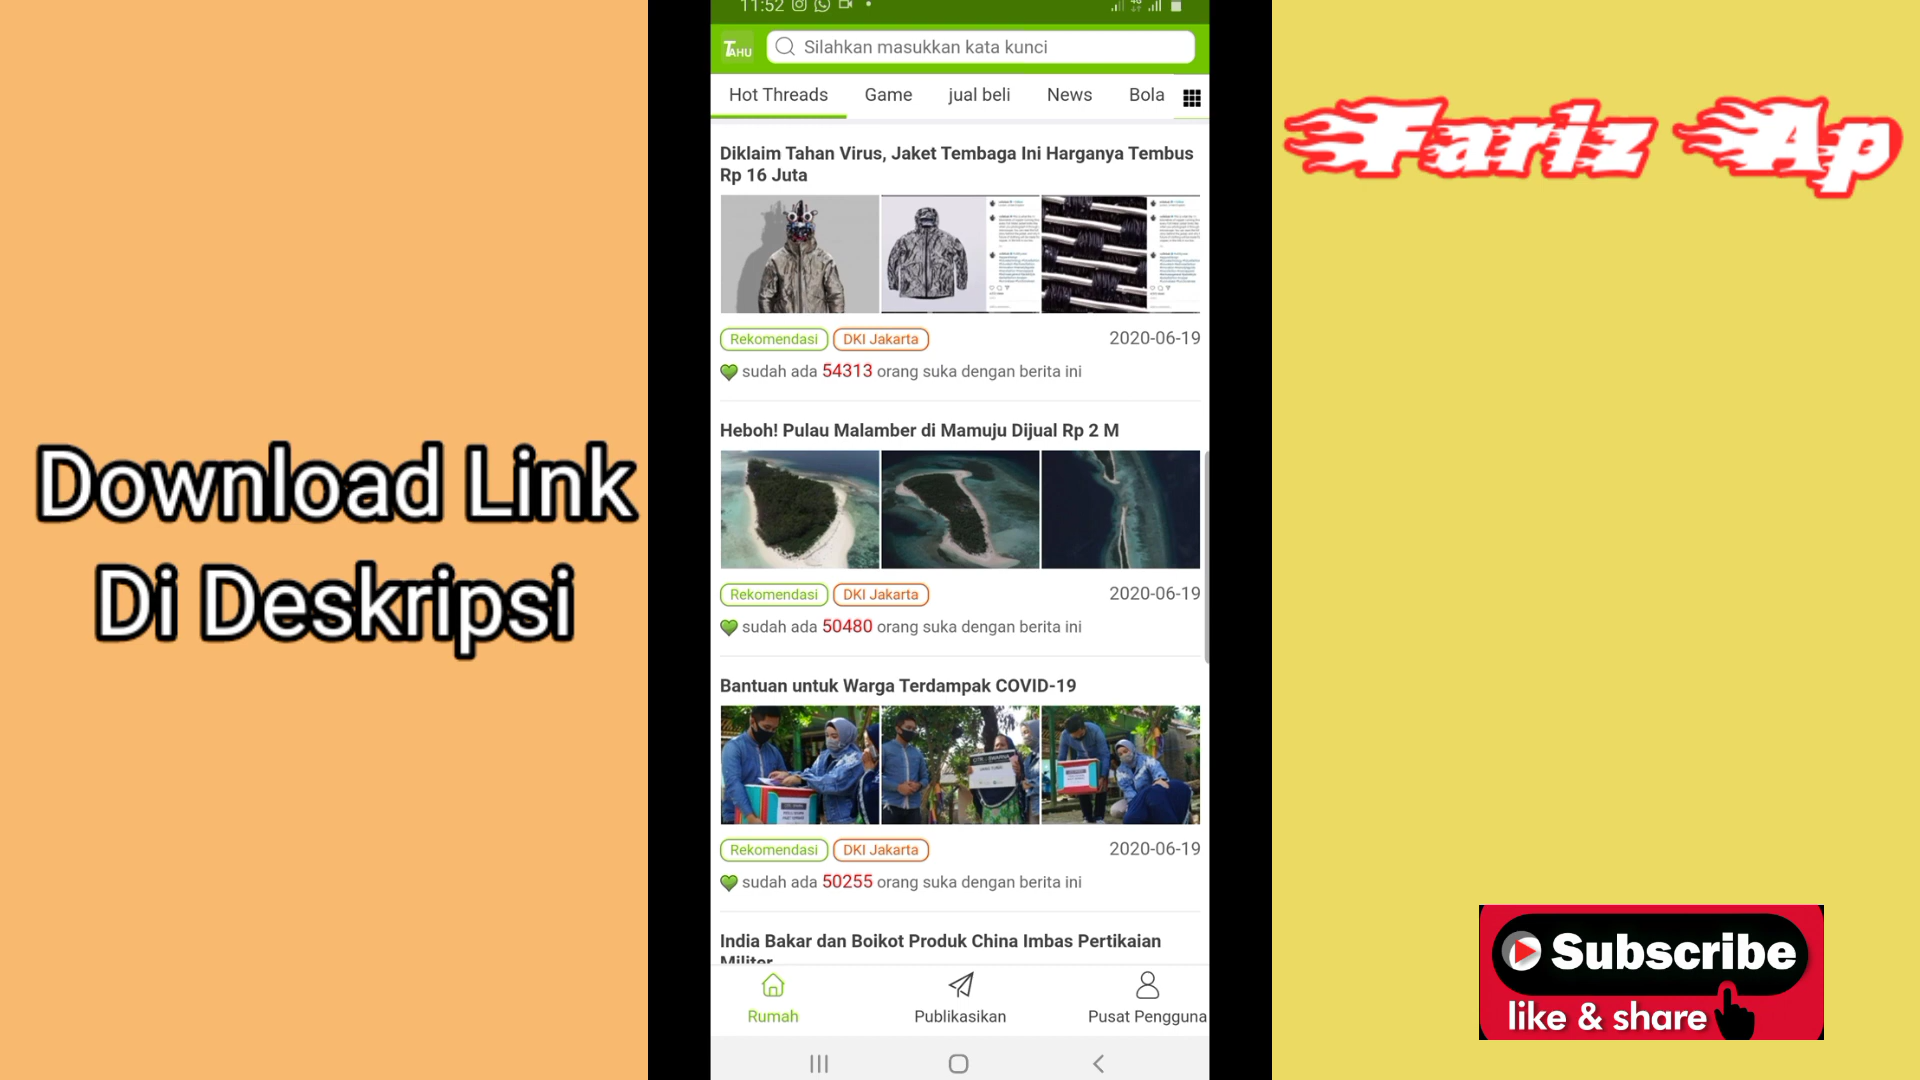 11:52
TAHU
Silahkan masukkan kata kunci
Hot Threads Game jual beli News Bola
Diklaim Tahan Virus, Jaket Tembaga Ini Harganya Tembus
Rp 16 Juta
Rekomendasi DKI Jakarta 2020-06-19
sudah ada 54313 orang suka dengan berita ini
Heboh! Pulau Malamber di Mamuju Dijual Rp 2 M
Rekomendasi DKI Jakarta 2020-06-19
sudah ada 50480 orang suka dengan berita ini
Bantuan untuk Warga Terdampak COVID-19
Rekomendasi DKI Jakarta 2020-06-19
sudah ada 50255 orang suka dengan berita ini
India Bakar dan Boikot Produk China Imbas Pertikaian
Militer
Rumah Publikasikan Pusat Pengguna
Download Link
Di Deskripsi
Fariz Ap
Subscribe
like & share